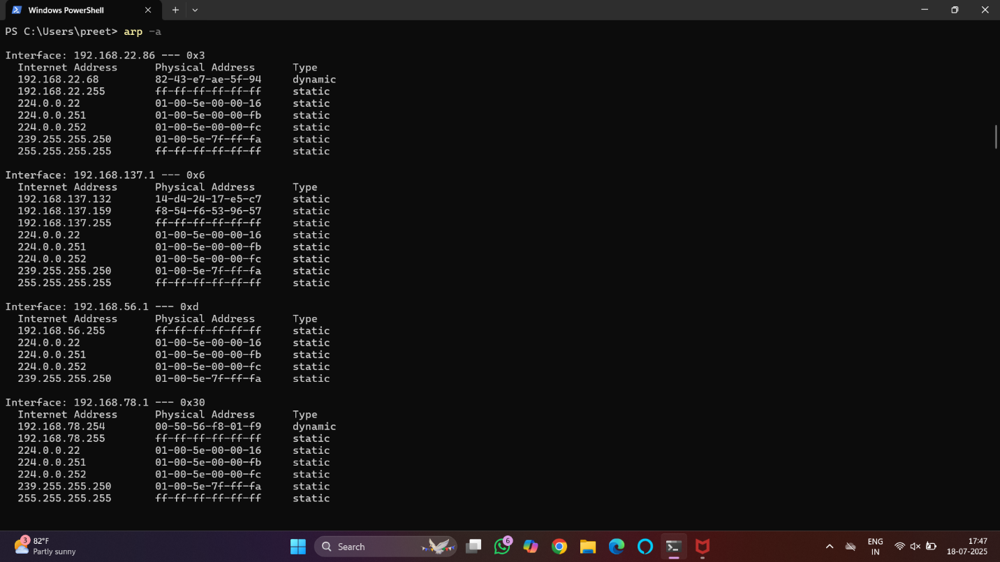 Windows PowerShell
PS C:\Users\preet> arp -a
Interface: 192.168.22.86 --- 0x3
  Internet Address      Physical Address      Type
  192.168.22.68         82-43-e7-ae-5f-94     dynamic
  192.168.22.255        ff-ff-ff-ff-ff-ff     static
  224.0.0.22            01-00-5e-00-00-16     static
  224.0.0.251           01-00-5e-00-00-fb     static
  224.0.0.252           01-00-5e-00-00-fc     static
  239.255.255.250       01-00-5e-7f-ff-fa     static
  255.255.255.255       ff-ff-ff-ff-ff-ff     static
Interface: 192.168.137.1 --- 0x6
  Internet Address      Physical Address      Type
  192.168.137.132       14-d4-24-17-e5-c7     static
  192.168.137.159       f8-54-f6-53-96-57     static
  192.168.137.255       ff-ff-ff-ff-ff-ff     static
  224.0.0.22            01-00-5e-00-00-16     static
  224.0.0.251           01-00-5e-00-00-fb     static
  224.0.0.252           01-00-5e-00-00-fc     static
  239.255.255.250       01-00-5e-7f-ff-fa     static
  255.255.255.255       ff-ff-ff-ff-ff-ff     static
Interface: 192.168.56.1 --- 0xd
  Internet Address      Physical Address      Type
  192.168.56.255        ff-ff-ff-ff-ff-ff     static
  224.0.0.22            01-00-5e-00-00-16     static
  224.0.0.251           01-00-5e-00-00-fb     static
  224.0.0.252           01-00-5e-00-00-fc     static
  239.255.255.250       01-00-5e-7f-ff-fa     static
Interface: 192.168.78.1 --- 0x30
  Internet Address      Physical Address      Type
  192.168.78.254        00-50-56-f8-01-f9     dynamic
  192.168.78.255        ff-ff-ff-ff-ff-ff     static
  224.0.0.22            01-00-5e-00-00-16     static
  224.0.0.251           01-00-5e-00-00-fb     static
  224.0.0.252           01-00-5e-00-00-fc     static
  239.255.255.250       01-00-5e-7f-ff-fa     static
  255.255.255.255       ff-ff-ff-ff-ff-ff     static
3
82°F
Partly sunny
Search
6
ENG
IN
17:47
18-07-2025